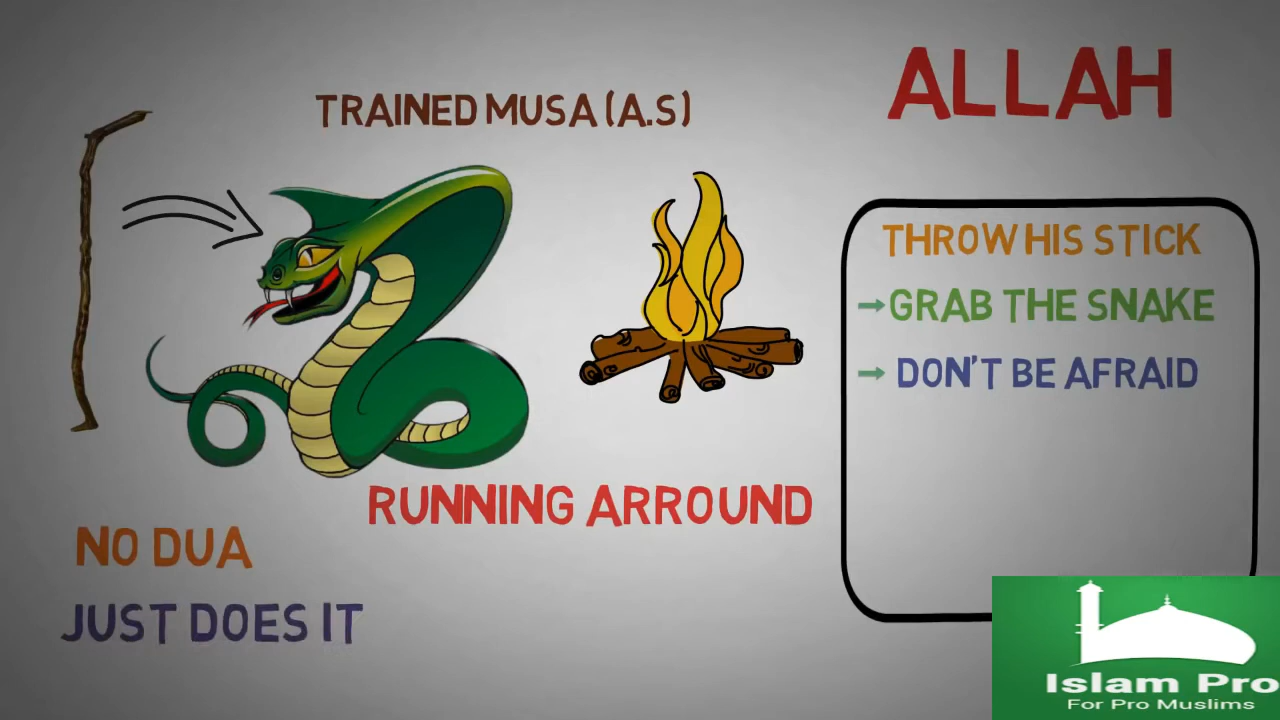 ALLAH
TRAINED MUSA (A.S)
THROW HIS STICK
GRAB THE SNAKE
DON'T BE AFRAID
RUNNING ARROUND
NO DUA
JUST DOES IT
Islam Pro
For Pro Muslims